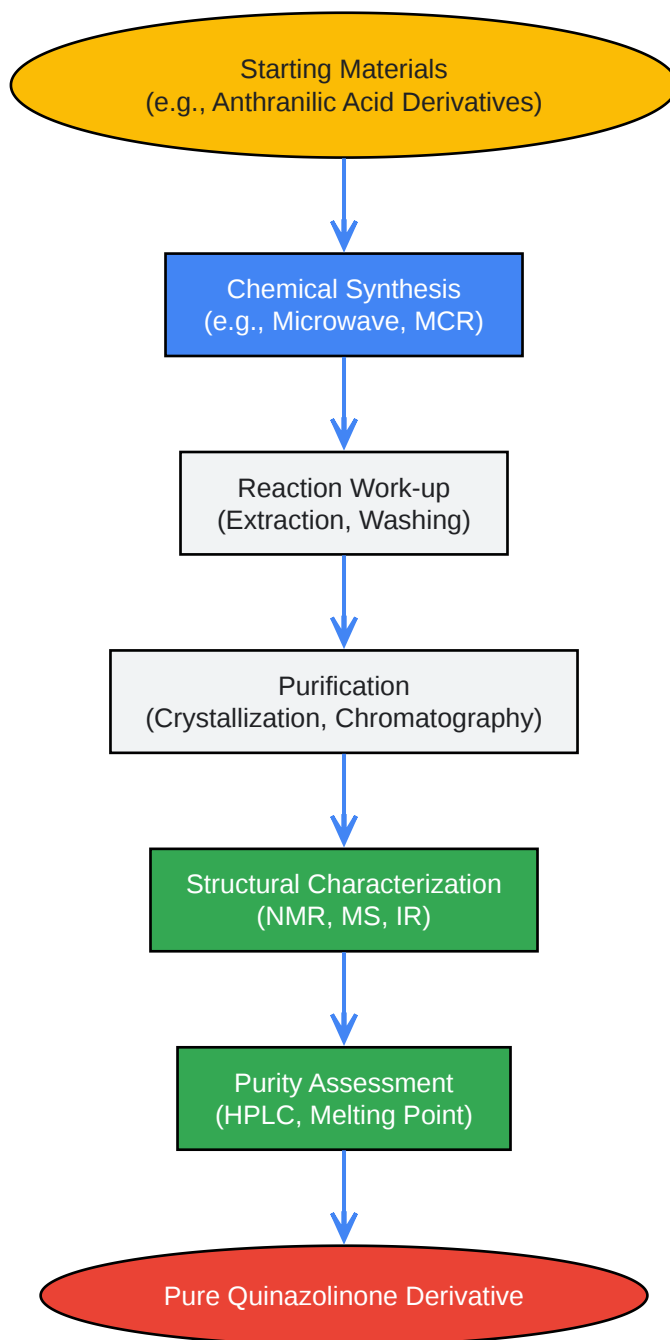 Starting Materials
(e.g., Anthranilic Acid Derivatives)
Chemical Synthesis
(e.g., Microwave, MCR)
Reaction Work-up
(Extraction, Washing)
Purification
(Crystallization, Chromatography)
Structural Characterization
(NMR, MS, IR)
Purity Assessment
(HPLC, Melting Point)
Pure Quinazolinone Derivative